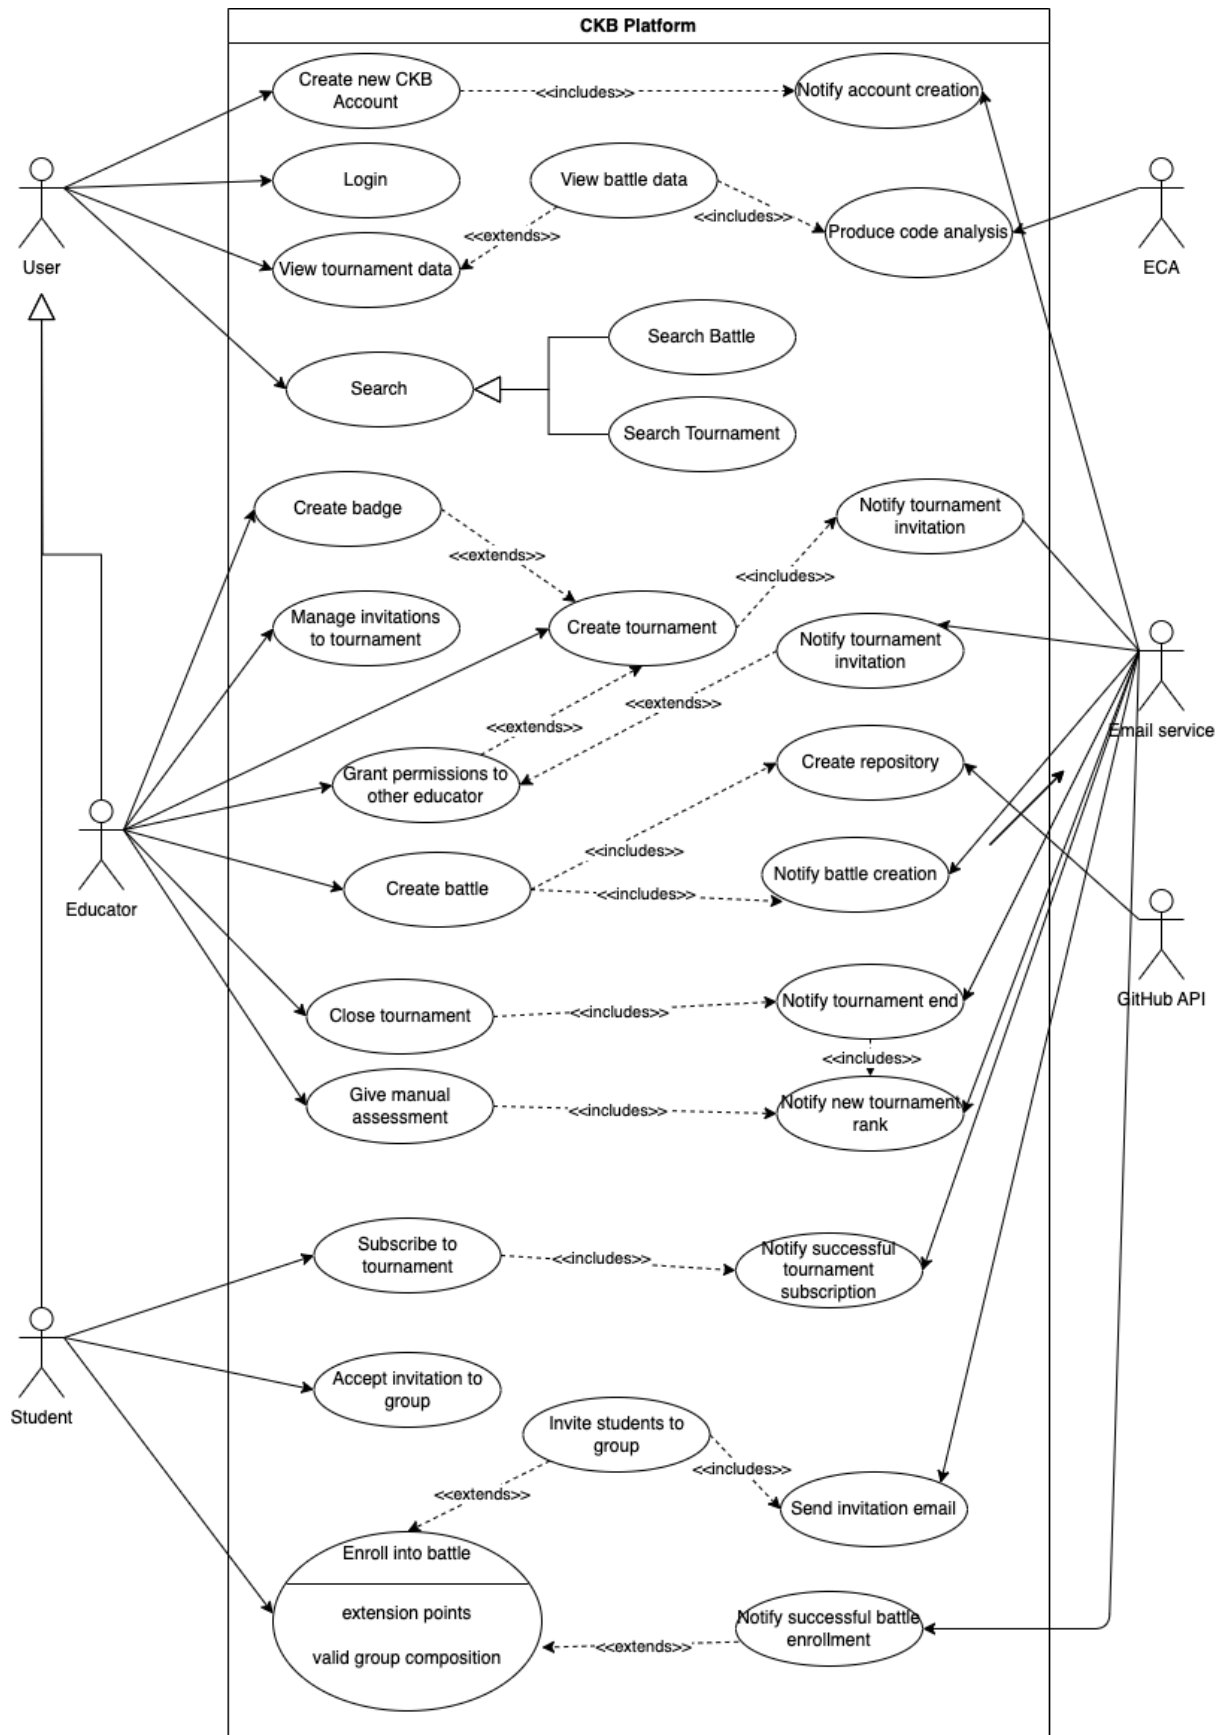 CKB Platform
Create new CKB
Account
<<includes>>
Notify account creation
Login
View battle data
<<includes>>
<<extends>>
Produce code analysis
User
View tournament data
ECA
Search Battle
Search
Search Tournament
Create badge
Notify tournament
invitation
<<extends>>
<<includes>>
Manage invitations
to tournament
Create tournament
Notify tournament
invitation
<<extends>>
<<extends>>
Email service
Grant permissions to
other educator
Create repository
<<includes>>
Create battle
<<includes>>
Notify battle creation
Educator
Close tournament
<<includes>>
Notify tournament end
GitHub API
<<includes>>
Give manual
assessment
<<includes>>
Notify new tournament
rank
Subscribe to
tournament
<<includes>>
Notify successful
tournament
subscription
Student
Accept invitation to
group
Invite students to
group
<<includes>>
<<extends>>
Send invitation email
Enroll into battle
extension points
valid group composition
<<extends>>
Notify successful battle
enrollment